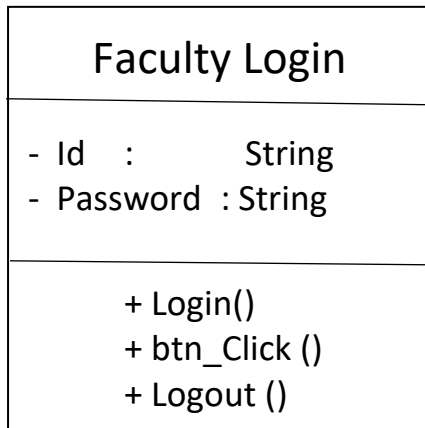 Faculty Login
- Id : String
- Password : String
+ Login()
+ btn_Click ()
+ Logout ()